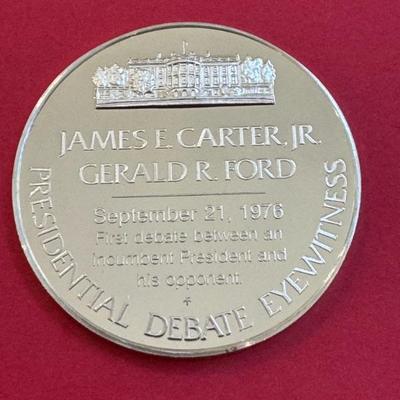 JAMES E. CARTER, JR.
GERALD R. FORD
September 21, 1976
First debate between an
Incumbent President and
his opponent.
PRESIDENTIAL DEBATE EYEWITNESS